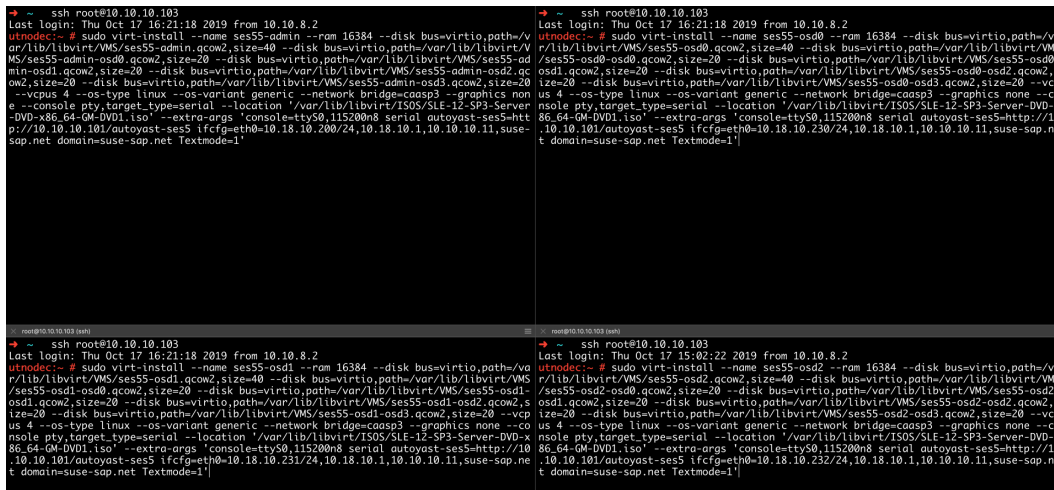 ➜  ~   ssh root@10.10.10.103
Last login: Thu Oct 17 16:21:18 2019 from 10.10.8.2
utnodec:~ # sudo virt-install --name ses55-admin --ram 16384 --disk bus=virtio,path=/v
ar/lib/libvirt/VMS/ses55-admin.qcow2,size=40 --disk bus=virtio,path=/var/lib/libvirt/V
MS/ses55-admin-osd0.qcow2,size=20 --disk bus=virtio,path=/var/lib/libvirt/VMS/ses55-ad
min-osd1.qcow2,size=20 --disk bus=virtio,path=/var/lib/libvirt/VMS/ses55-admin-osd2.qc
ow2,size=20 --disk bus=virtio,path=/var/lib/libvirt/VMS/ses55-admin-osd3.qcow2,size=20
 --vcpus 4 --os-type linux --os-variant generic --network bridge=caasp3 --graphics non
e --console pty,target_type=serial --location '/var/lib/libvirt/ISOS/SLE-12-SP3-Server
-DVD-x86_64-GM-DVD1.iso' --extra-args 'console=ttyS0,115200n8 serial autoyast-ses5=htt
p://10.10.10.101/autoyast-ses5 ifcfg=eth0=10.18.10.200/24,10.18.10.1,10.10.10.11,suse-
sap.net domain=suse-sap.net Textmode=1'
➜  ~   ssh root@10.10.10.103
Last login: Thu Oct 17 16:21:18 2019 from 10.10.8.2
utnodec:~ # sudo virt-install --name ses55-osd0 --ram 16384 --disk bus=virtio,path=/v
r/lib/libvirt/VMS/ses55-osd0.qcow2,size=40 --disk bus=virtio,path=/var/lib/libvirt/VM
/ses55-osd0-osd0.qcow2,size=20 --disk bus=virtio,path=/var/lib/libvirt/VMS/ses55-osd0
osd1.qcow2,size=20 --disk bus=virtio,path=/var/lib/libvirt/VMS/ses55-osd0-osd2.qcow2,
ize=20 --disk bus=virtio,path=/var/lib/libvirt/VMS/ses55-osd0-osd3.qcow2,size=20 --vc
us 4 --os-type linux --os-variant generic --network bridge=caasp3 --graphics none --c
nsole pty,target_type=serial --location '/var/lib/libvirt/ISOS/SLE-12-SP3-Server-DVD-
86_64-GM-DVD1.iso' --extra-args 'console=ttyS0,115200n8 serial autoyast-ses5=http://1
.10.10.101/autoyast-ses5 ifcfg=eth0=10.18.10.230/24,10.18.10.1,10.10.10.11,suse-sap.n
t domain=suse-sap.net Textmode=1'
root@10.10.10.103 (ssh)
➜  ~   ssh root@10.10.10.103
Last login: Thu Oct 17 16:21:18 2019 from 10.10.8.2
utnodec:~ # sudo virt-install --name ses55-osd1 --ram 16384 --disk bus=virtio,path=/va
r/lib/libvirt/VMS/ses55-osd1.qcow2,size=40 --disk bus=virtio,path=/var/lib/libvirt/VMS
/ses55-osd1-osd0.qcow2,size=20 --disk bus=virtio,path=/var/lib/libvirt/VMS/ses55-osd1-
osd1.qcow2,size=20 --disk bus=virtio,path=/var/lib/libvirt/VMS/ses55-osd1-osd2.qcow2,s
ize=20 --disk bus=virtio,path=/var/lib/libvirt/VMS/ses55-osd1-osd3.qcow2,size=20 --vcp
us 4 --os-type linux --os-variant generic --network bridge=caasp3 --graphics none --co
nsole pty,target_type=serial --location '/var/lib/libvirt/ISOS/SLE-12-SP3-Server-DVD-x
86_64-GM-DVD1.iso' --extra-args 'console=ttyS0,115200n8 serial autoyast-ses5=http://10
.10.10.101/autoyast-ses5 ifcfg=eth0=10.18.10.231/24,10.18.10.1,10.10.10.11,suse-sap.ne
t domain=suse-sap.net Textmode=1'
root@10.10.10.103 (ssh)
➜  ~   ssh root@10.10.10.103
Last login: Thu Oct 17 15:02:22 2019 from 10.10.8.2
utnodec:~ # sudo virt-install --name ses55-osd2 --ram 16384 --disk bus=virtio,path=/v
r/lib/libvirt/VMS/ses55-osd2.qcow2,size=40 --disk bus=virtio,path=/var/lib/libvirt/VM
/ses55-osd2-osd0.qcow2,size=20 --disk bus=virtio,path=/var/lib/libvirt/VMS/ses55-osd2
osd1.qcow2,size=20 --disk bus=virtio,path=/var/lib/libvirt/VMS/ses55-osd2-osd2.qcow2,
ize=20 --disk bus=virtio,path=/var/lib/libvirt/VMS/ses55-osd2-osd3.qcow2,size=20 --vc
us 4 --os-type linux --os-variant generic --network bridge=caasp3 --graphics none --c
nsole pty,target_type=serial --location '/var/lib/libvirt/ISOS/SLE-12-SP3-Server-DVD-
86_64-GM-DVD1.iso' --extra-args 'console=ttyS0,115200n8 serial autoyast-ses5=http://1
.10.10.101/autoyast-ses5 ifcfg=eth0=10.18.10.232/24,10.18.10.1,10.10.10.11,suse-sap.n
t domain=suse-sap.net Textmode=1'